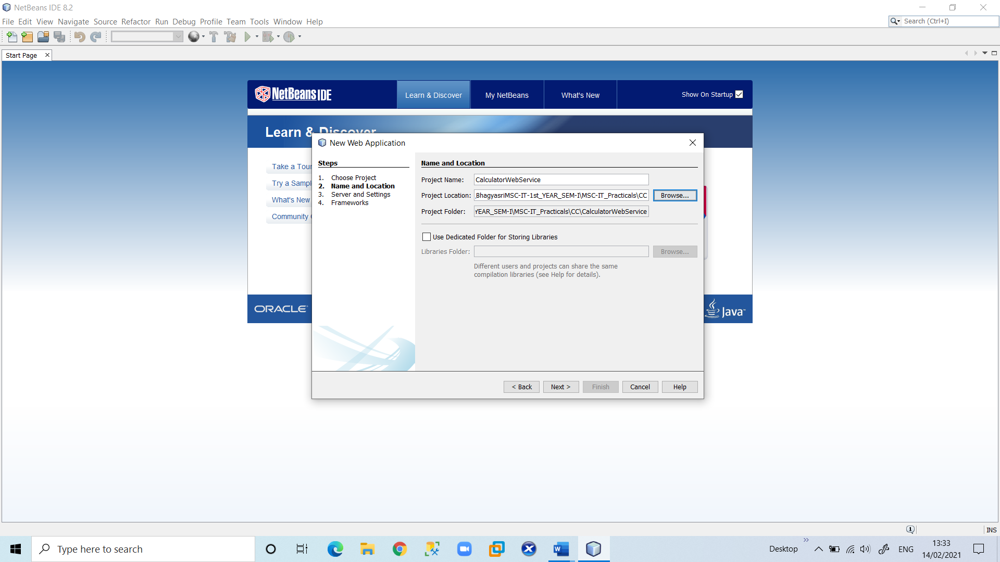 NetBeans IDE 8.2
File Edit View Navigate Source Refactor Run Debug Profile Team Tools Window Help
Search (Ctrl+I)
Start Page
NetBeans IDE
Learn & Discover
My NetBeans
What's New
Show On Startup
Learn & Discover
New Web Application
Take a Tour
Try a Sampl
What's New
Community
Steps
1. Choose Project
2. Name and Location
3. Server and Settings
4. Frameworks
Name and Location
Project Name: CalculatorWebService
Project Location: BhagyasriMSC-IT-1st_YEAR_SEM-I\MSC-IT_Practicals\CC Browse...
Project Folder: YEAR_SEM-I\MSC-IT_Practicals\CC\CalculatorWebService
Use Dedicated Folder for Storing Libraries
Libraries Folder: Browse...
Different users and projects can share the same
compilation libraries (see Help for details).
ORACLE
Java
< Back Next > Finish Cancel Help
1 INS
Type here to search
Desktop
ENG
13:33
14/02/2021